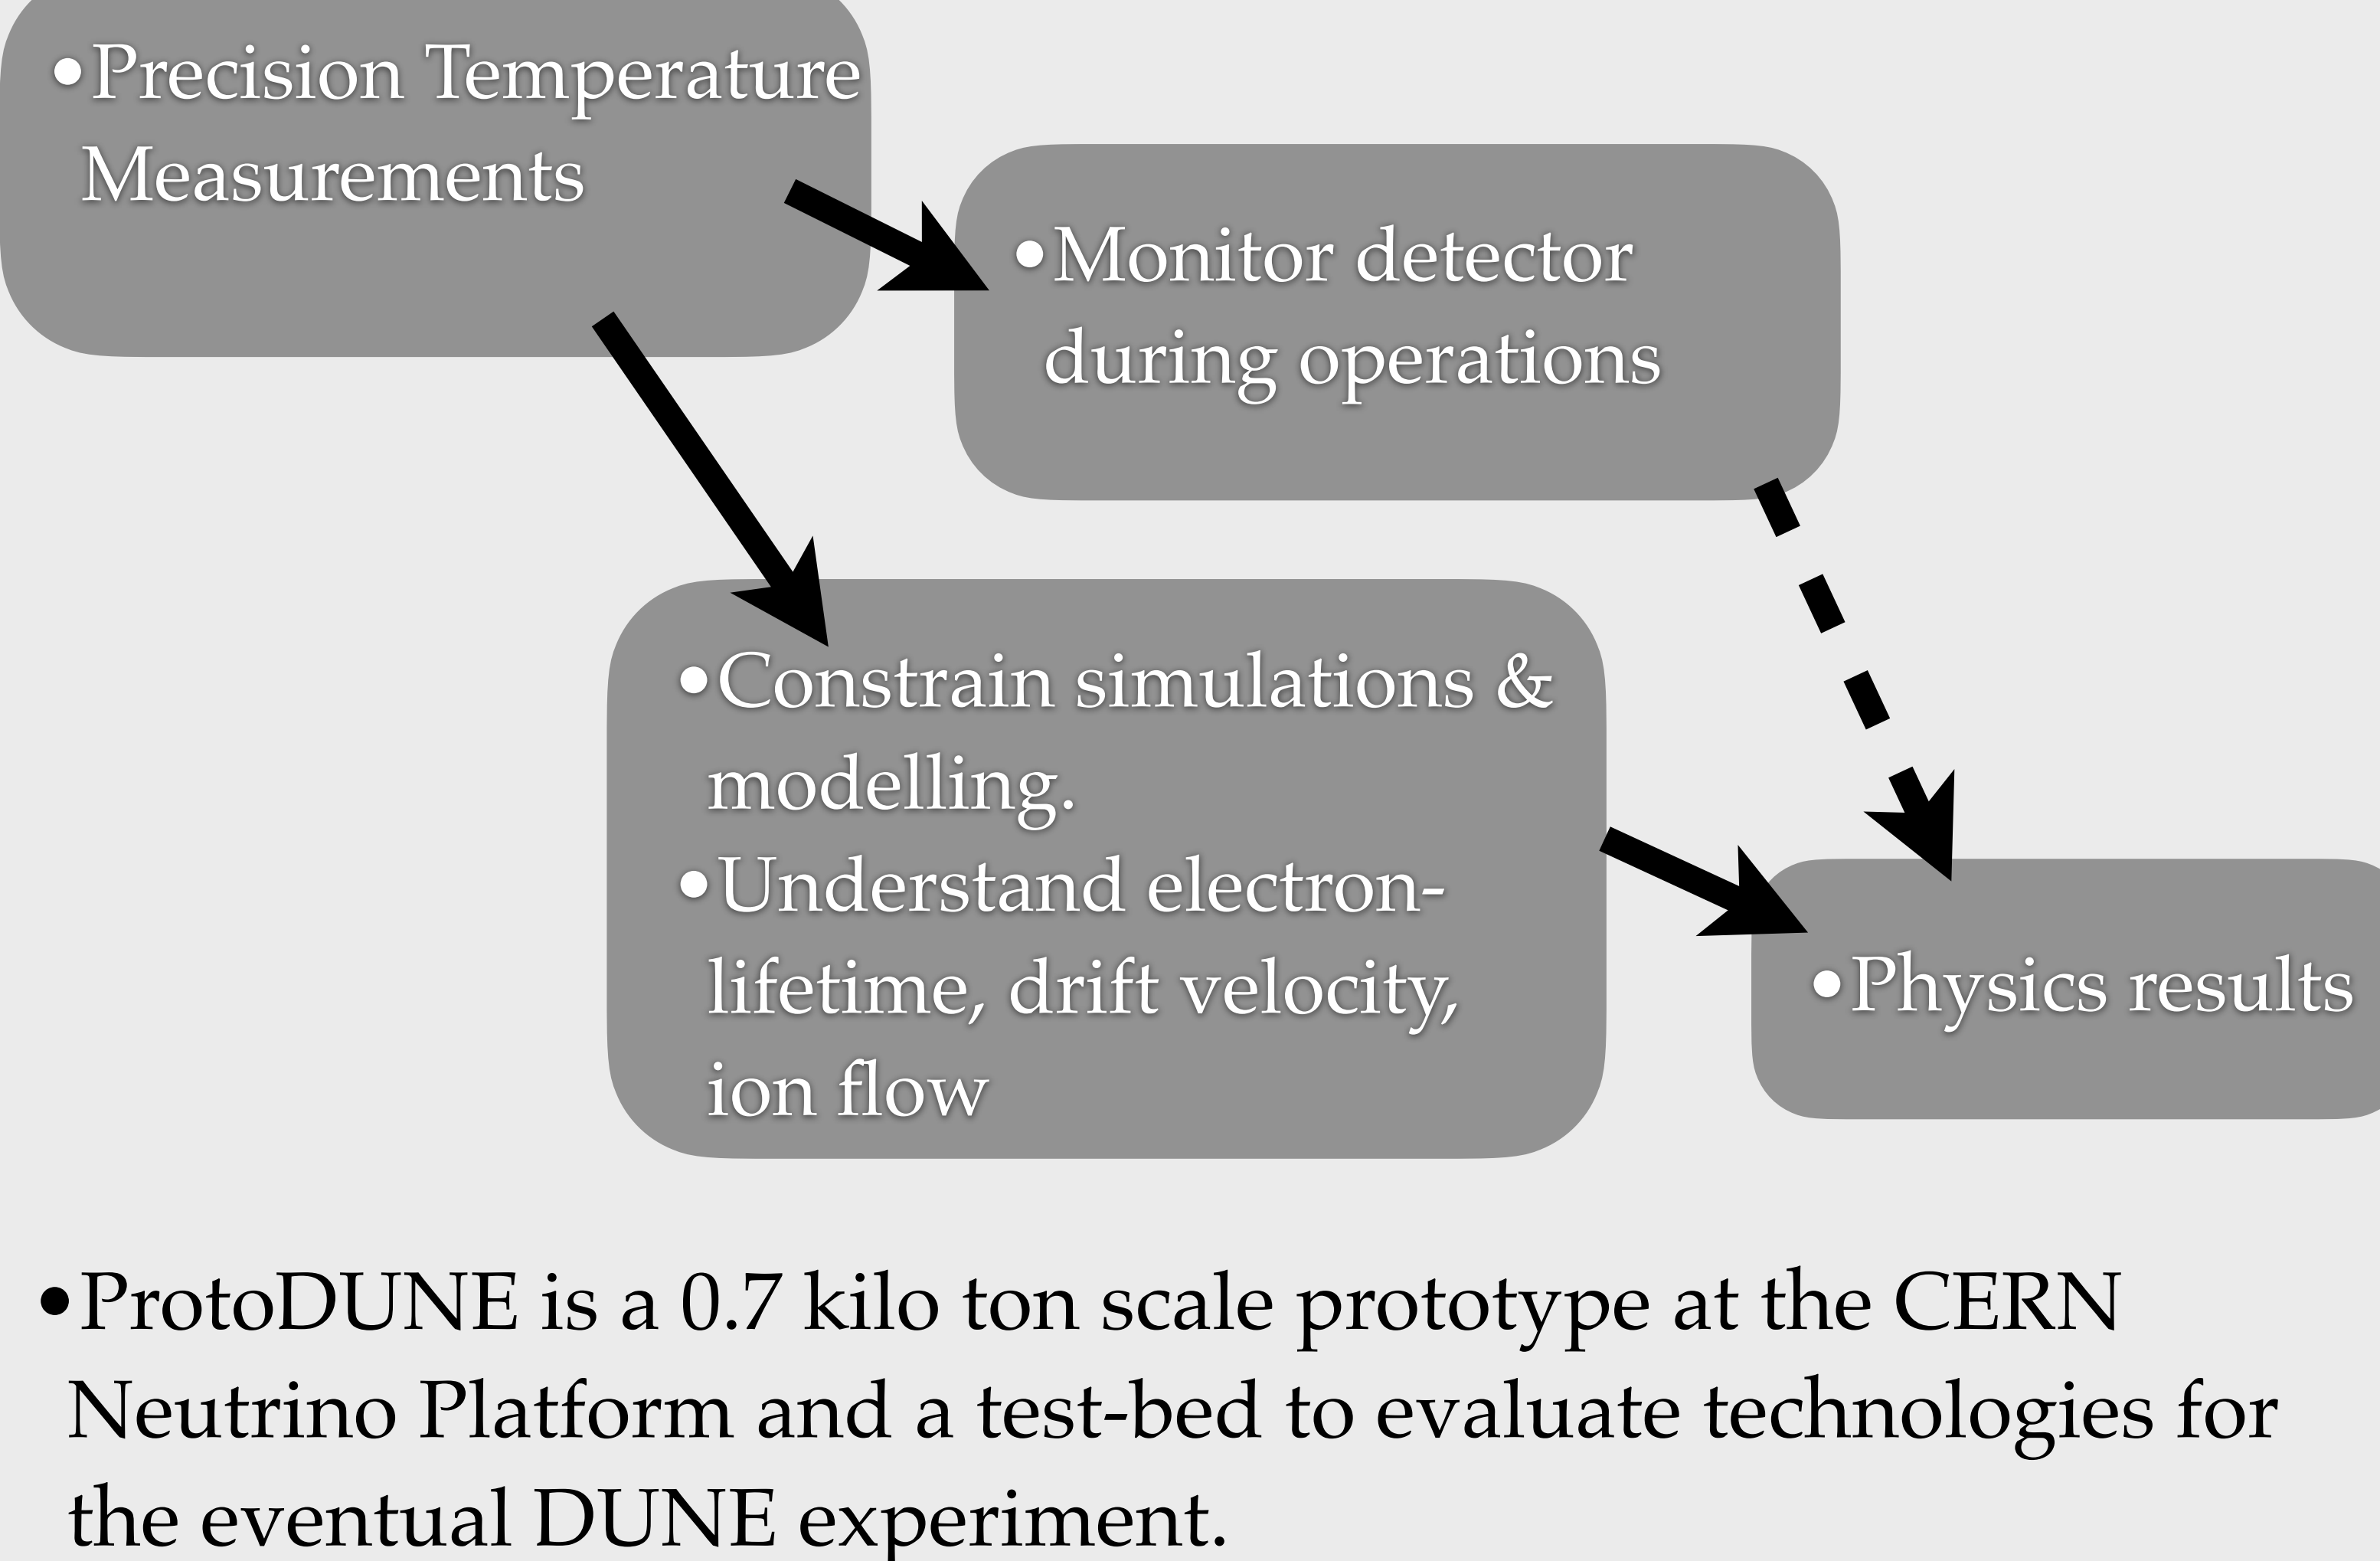 •Precision Temperature
Measurements
•Monitor detector
during operations
•Constrain simulations &
modelling.
•Understand electron-
lifetime, drift velocity,
ion flow
•Physics results
•ProtoDUNE is a 0.7 kilo ton scale prototype at the CERN
Neutrino Platform and a test-bed to evaluate technologies for
the eventual DUNE experiment.